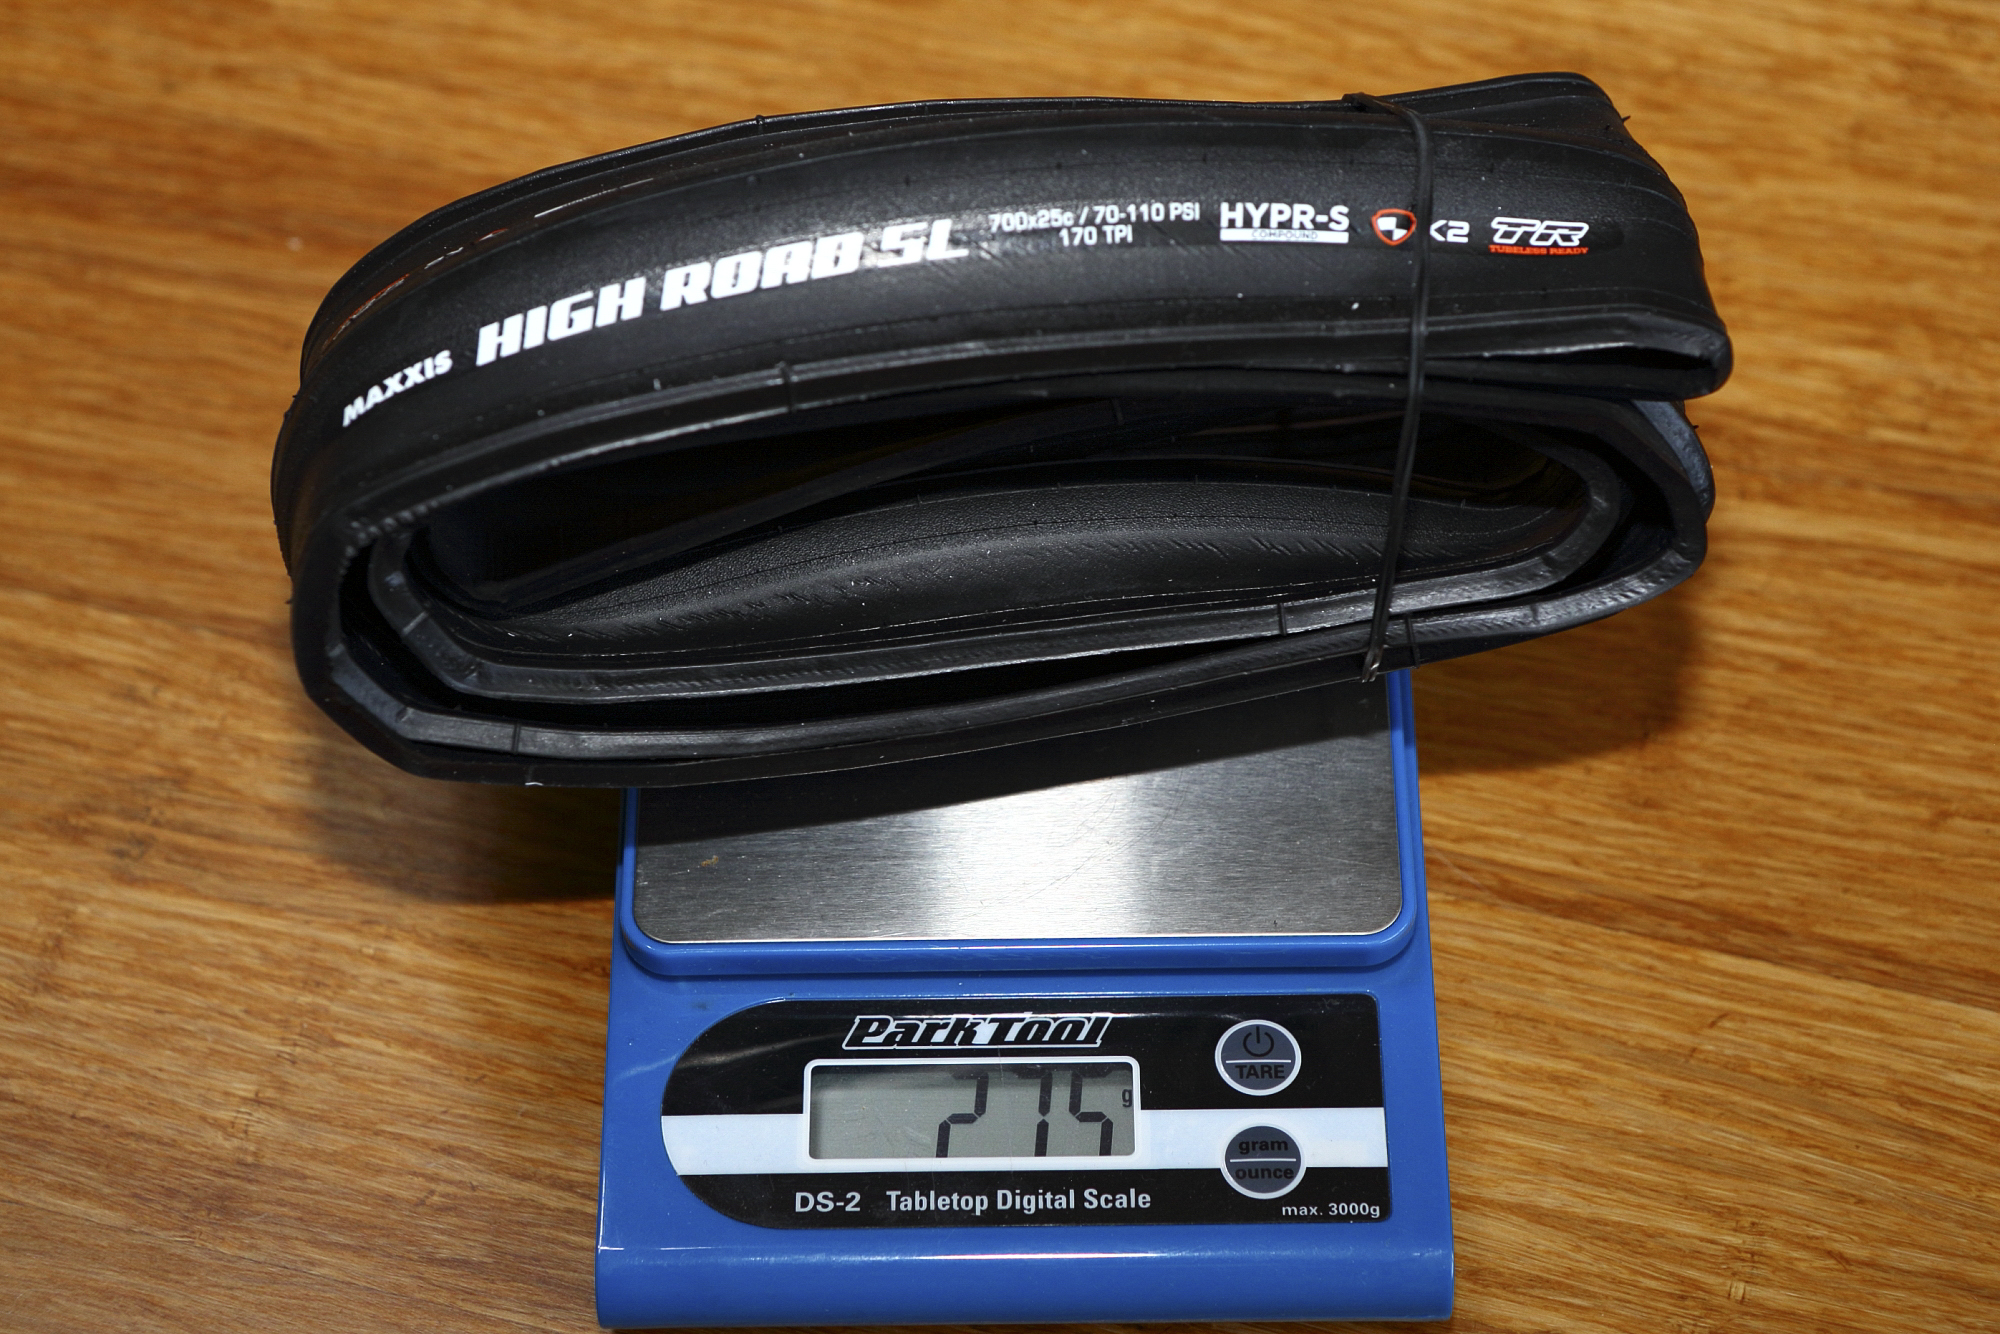 MAXXIS HIGH ROAD SL 700x25c / 70-110 PSI HYPR-S K2 TR
170 TPI COMPOUND TUBELESS READY
ParkTool
TARE
275 g
gram
ounce
DS-2 Tabletop Digital Scale
max. 3000g